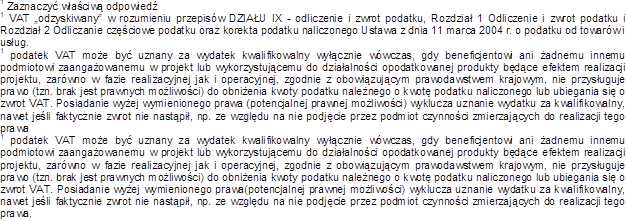 ¹ Zaznaczyć właściwą odpowiedź
¹ VAT „odzyskiwany” w rozumieniu przepisów DZIAŁU IX - odliczenie i zwrot podatku, Rozdział 1 Odliczenie i zwrot podatku i
Rozdział 2 Odliczanie częściowe podatku oraz korekta podatku naliczonego Ustawa z dnia 11 marca 2004 r. o podatku od towarów i
usług.
¹ podatek VAT może być uznany za wydatek kwalifikowalny wyłącznie wówczas, gdy beneficjentowi ani żadnemu innemu
podmiotowi zaangażowanemu w projekt lub wykorzystującemu do działalności opodatkowanej produkty będące efektem realizacji
projektu, zarówno w fazie realizacyjnej jak i operacyjnej, zgodnie z obowiązującym prawodawstwem krajowym, nie przysługuje
prawo (tzn. brak jest prawnych możliwości) do obniżenia kwoty podatku należnego o kwotę podatku naliczonego lub ubiegania się o
zwrot VAT. Posiadanie wyżej wymienionego prawa (potencjalnej prawnej możliwości) wyklucza uznanie wydatku za kwalifikowalny,
nawet jeśli faktycznie zwrot nie nastąpił, np. ze względu na nie podjęcie przez podmiot czynności zmierzających do realizacji tego
prawa
¹ podatek VAT może być uznany za wydatek kwalifikowalny wyłącznie wówczas, gdy beneficjentowi ani żadnemu innemu
podmiotowi zaangażowanemu w projekt lub wykorzystującemu do działalności opodatkowanej produkty będące efektem realizacji
projektu, zarówno w fazie realizacyjnej jak i operacyjnej, zgodnie z obowiązującym prawodawstwem krajowym, nie przysługuje
prawo (tzn. brak jest prawnych możliwości) do obniżenia kwoty podatku należnego o kwotę podatku naliczonego lub ubiegania się o
zwrot VAT. Posiadanie wyżej wymienionego prawa(potencjalnej prawnej możliwości) wyklucza uznanie wydatku za kwalifikowalny,
nawet jeśli faktycznie zwrot nie nastąpił, np. ze względu na nie podjęcie przez podmiot czynności zmierzających do realizacji tego
prawa.